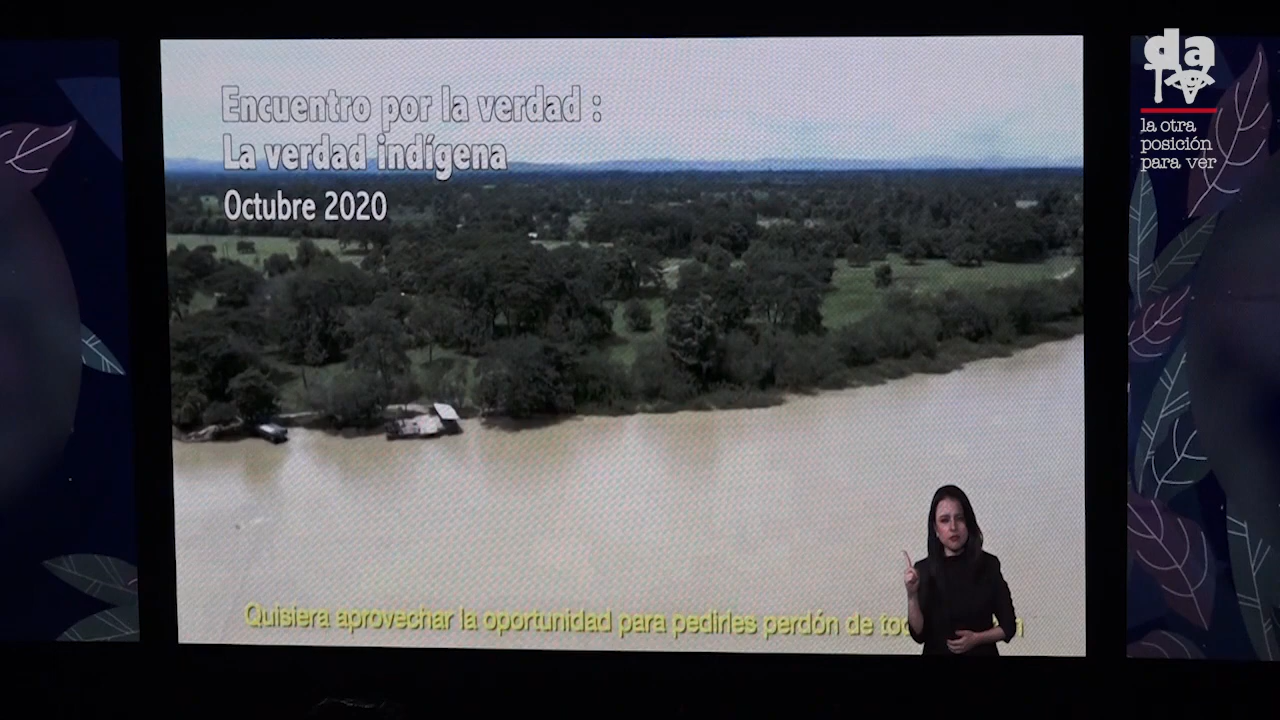 Encuentro por la verdad :
La verdad indígena
Octubre 2020
Quisiera aprovechar la oportunidad para pedirles perdón de
da
TV
la otra
posición
para ver